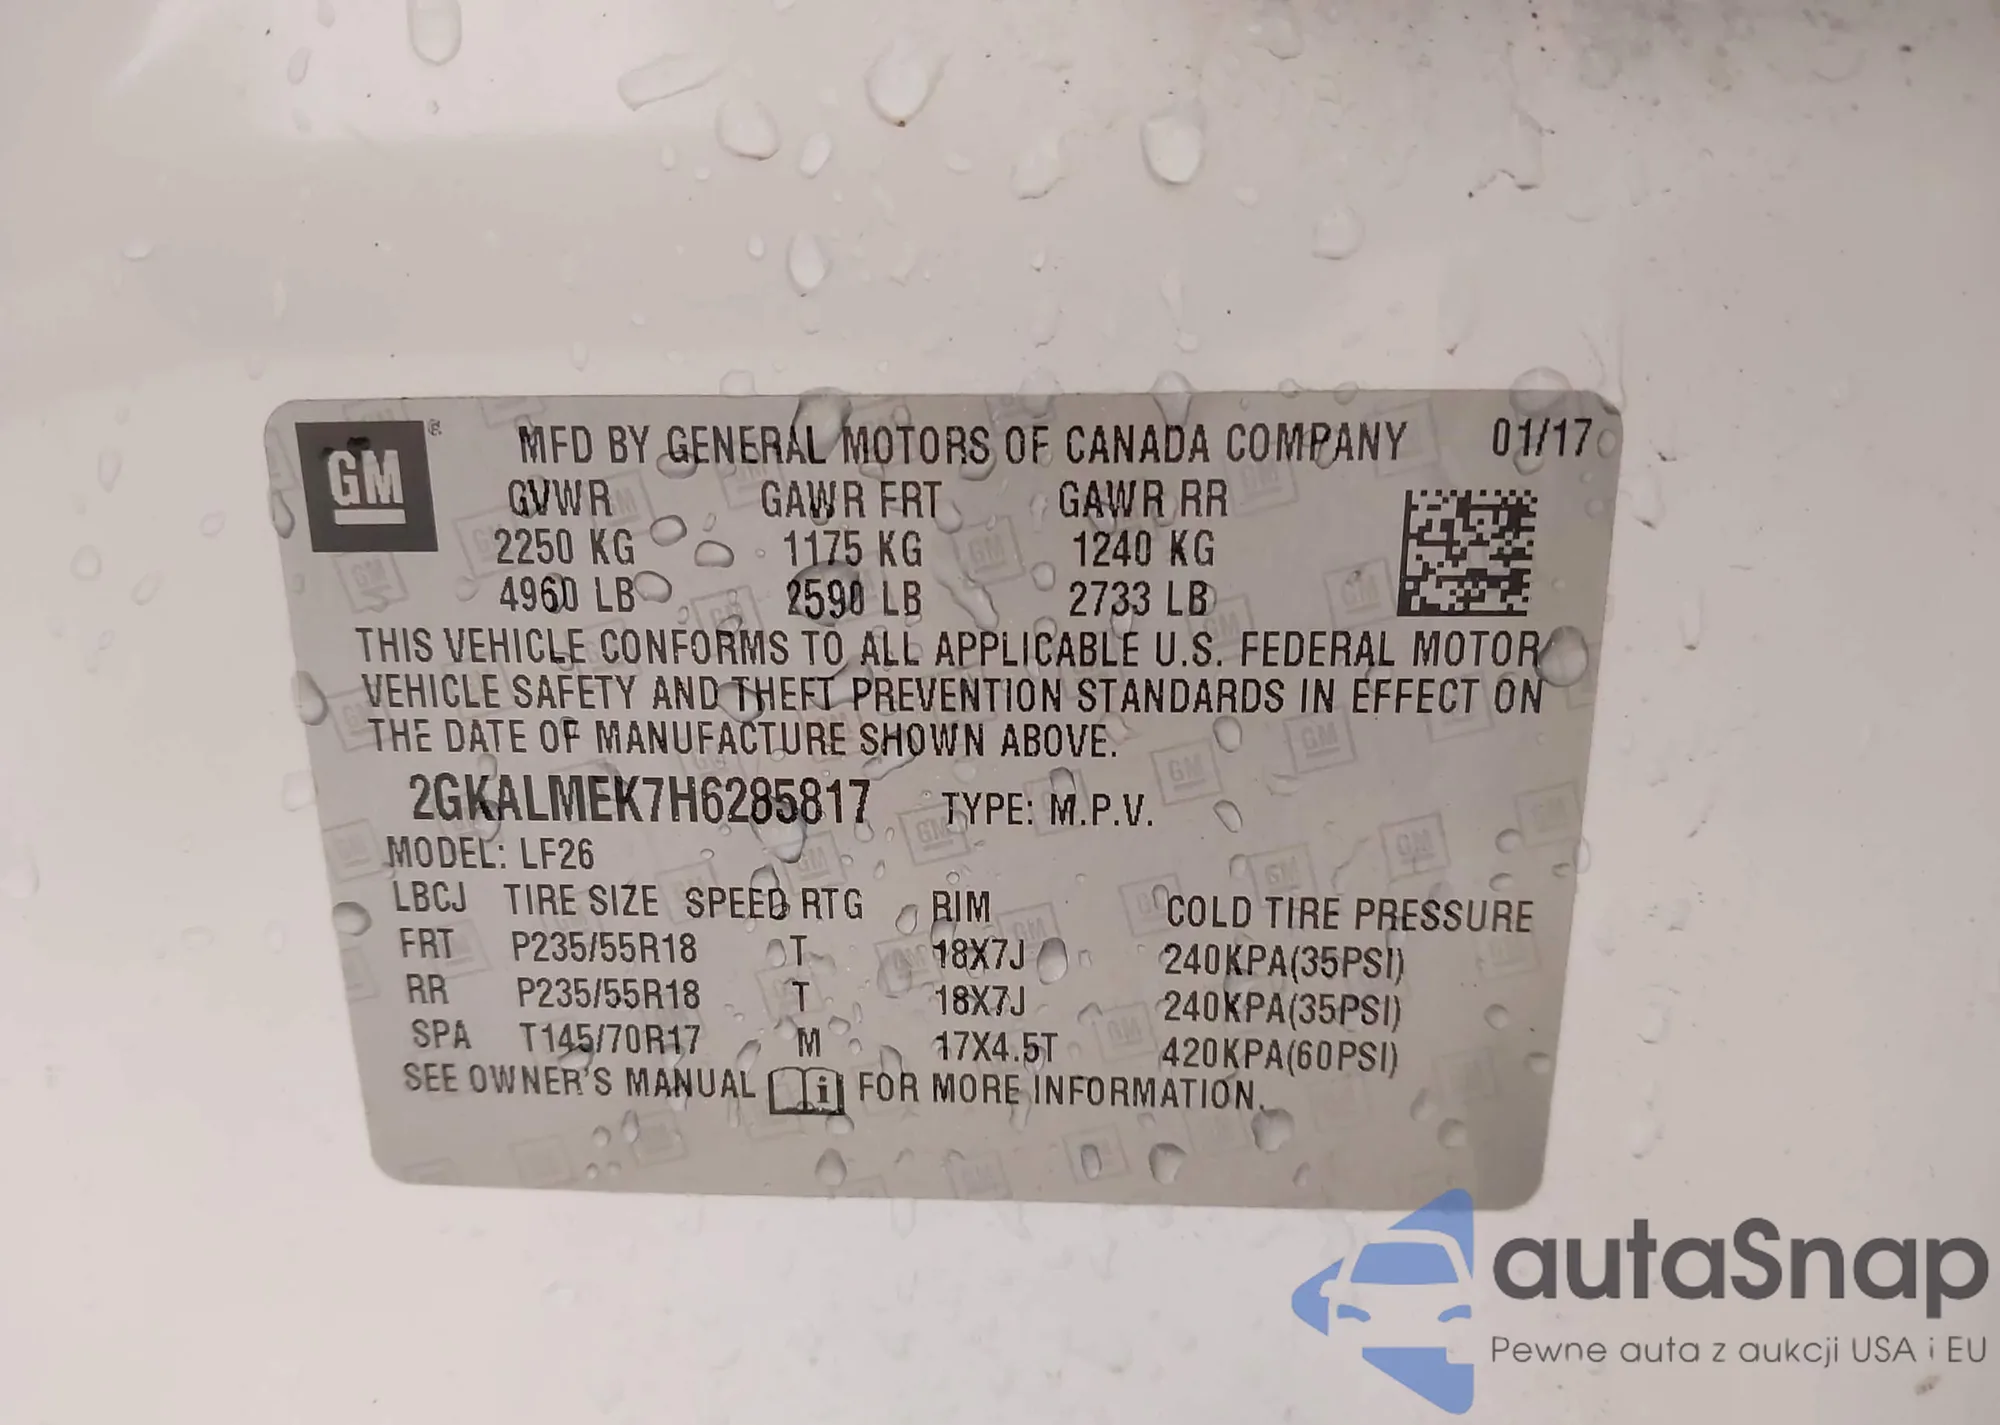 GM ®
MFD BY GENERAL MOTORS OF CANADA COMPANY 01/17
GVWR GAWR FRT GAWR RR
2250 KG 1175 KG 1240 KG
4960 LB 2590 LB 2733 LB
THIS VEHICLE CONFORMS TO ALL APPLICABLE U.S. FEDERAL MOTOR
VEHICLE SAFETY AND THEFT PREVENTION STANDARDS IN EFFECT ON
THE DATE OF MANUFACTURE SHOWN ABOVE.
2GKALMEK7H6285817 TYPE: M.P.V.
MODEL: LF26
LBCJ TIRE SIZE SPEED RTG RIM COLD TIRE PRESSURE
FRT P235/55R18 T 18X7J 240KPA(35PSI)
RR P235/55R18 T 18X7J 240KPA(35PSI)
SPA T145/70R17 M 17X4.5T 420KPA(60PSI)
SEE OWNER'S MANUAL i FOR MORE INFORMATION.
autaSnap
Pewne auta z aukcji USA i EU